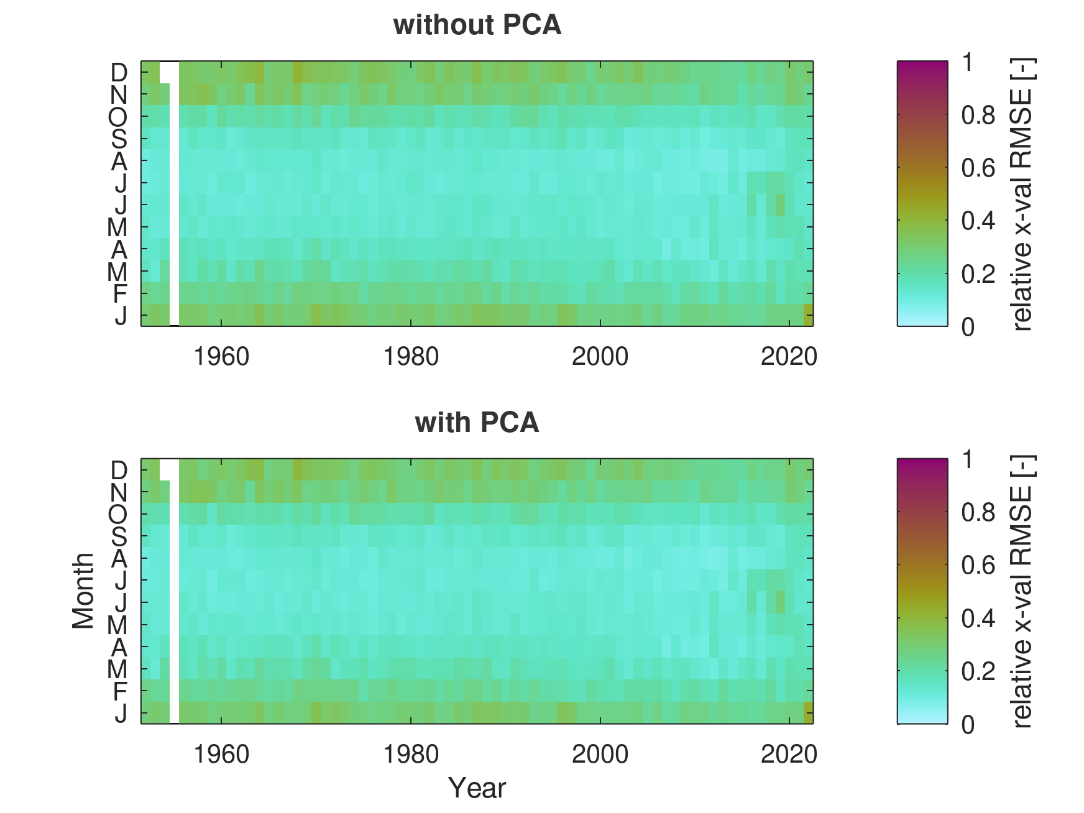 without PCA
D
N
O
S
A
J
J
M
A
M
F
J
1960 1980 2000 2020
1
0.8
0.6
0.4
0.2
0
relative x-val RMSE [-]
with PCA
Month
D
N
O
S
A
J
J
M
A
M
F
J
1960 1980 2000 2020
Year
1
0.8
0.6
0.4
0.2
0
relative x-val RMSE [-]